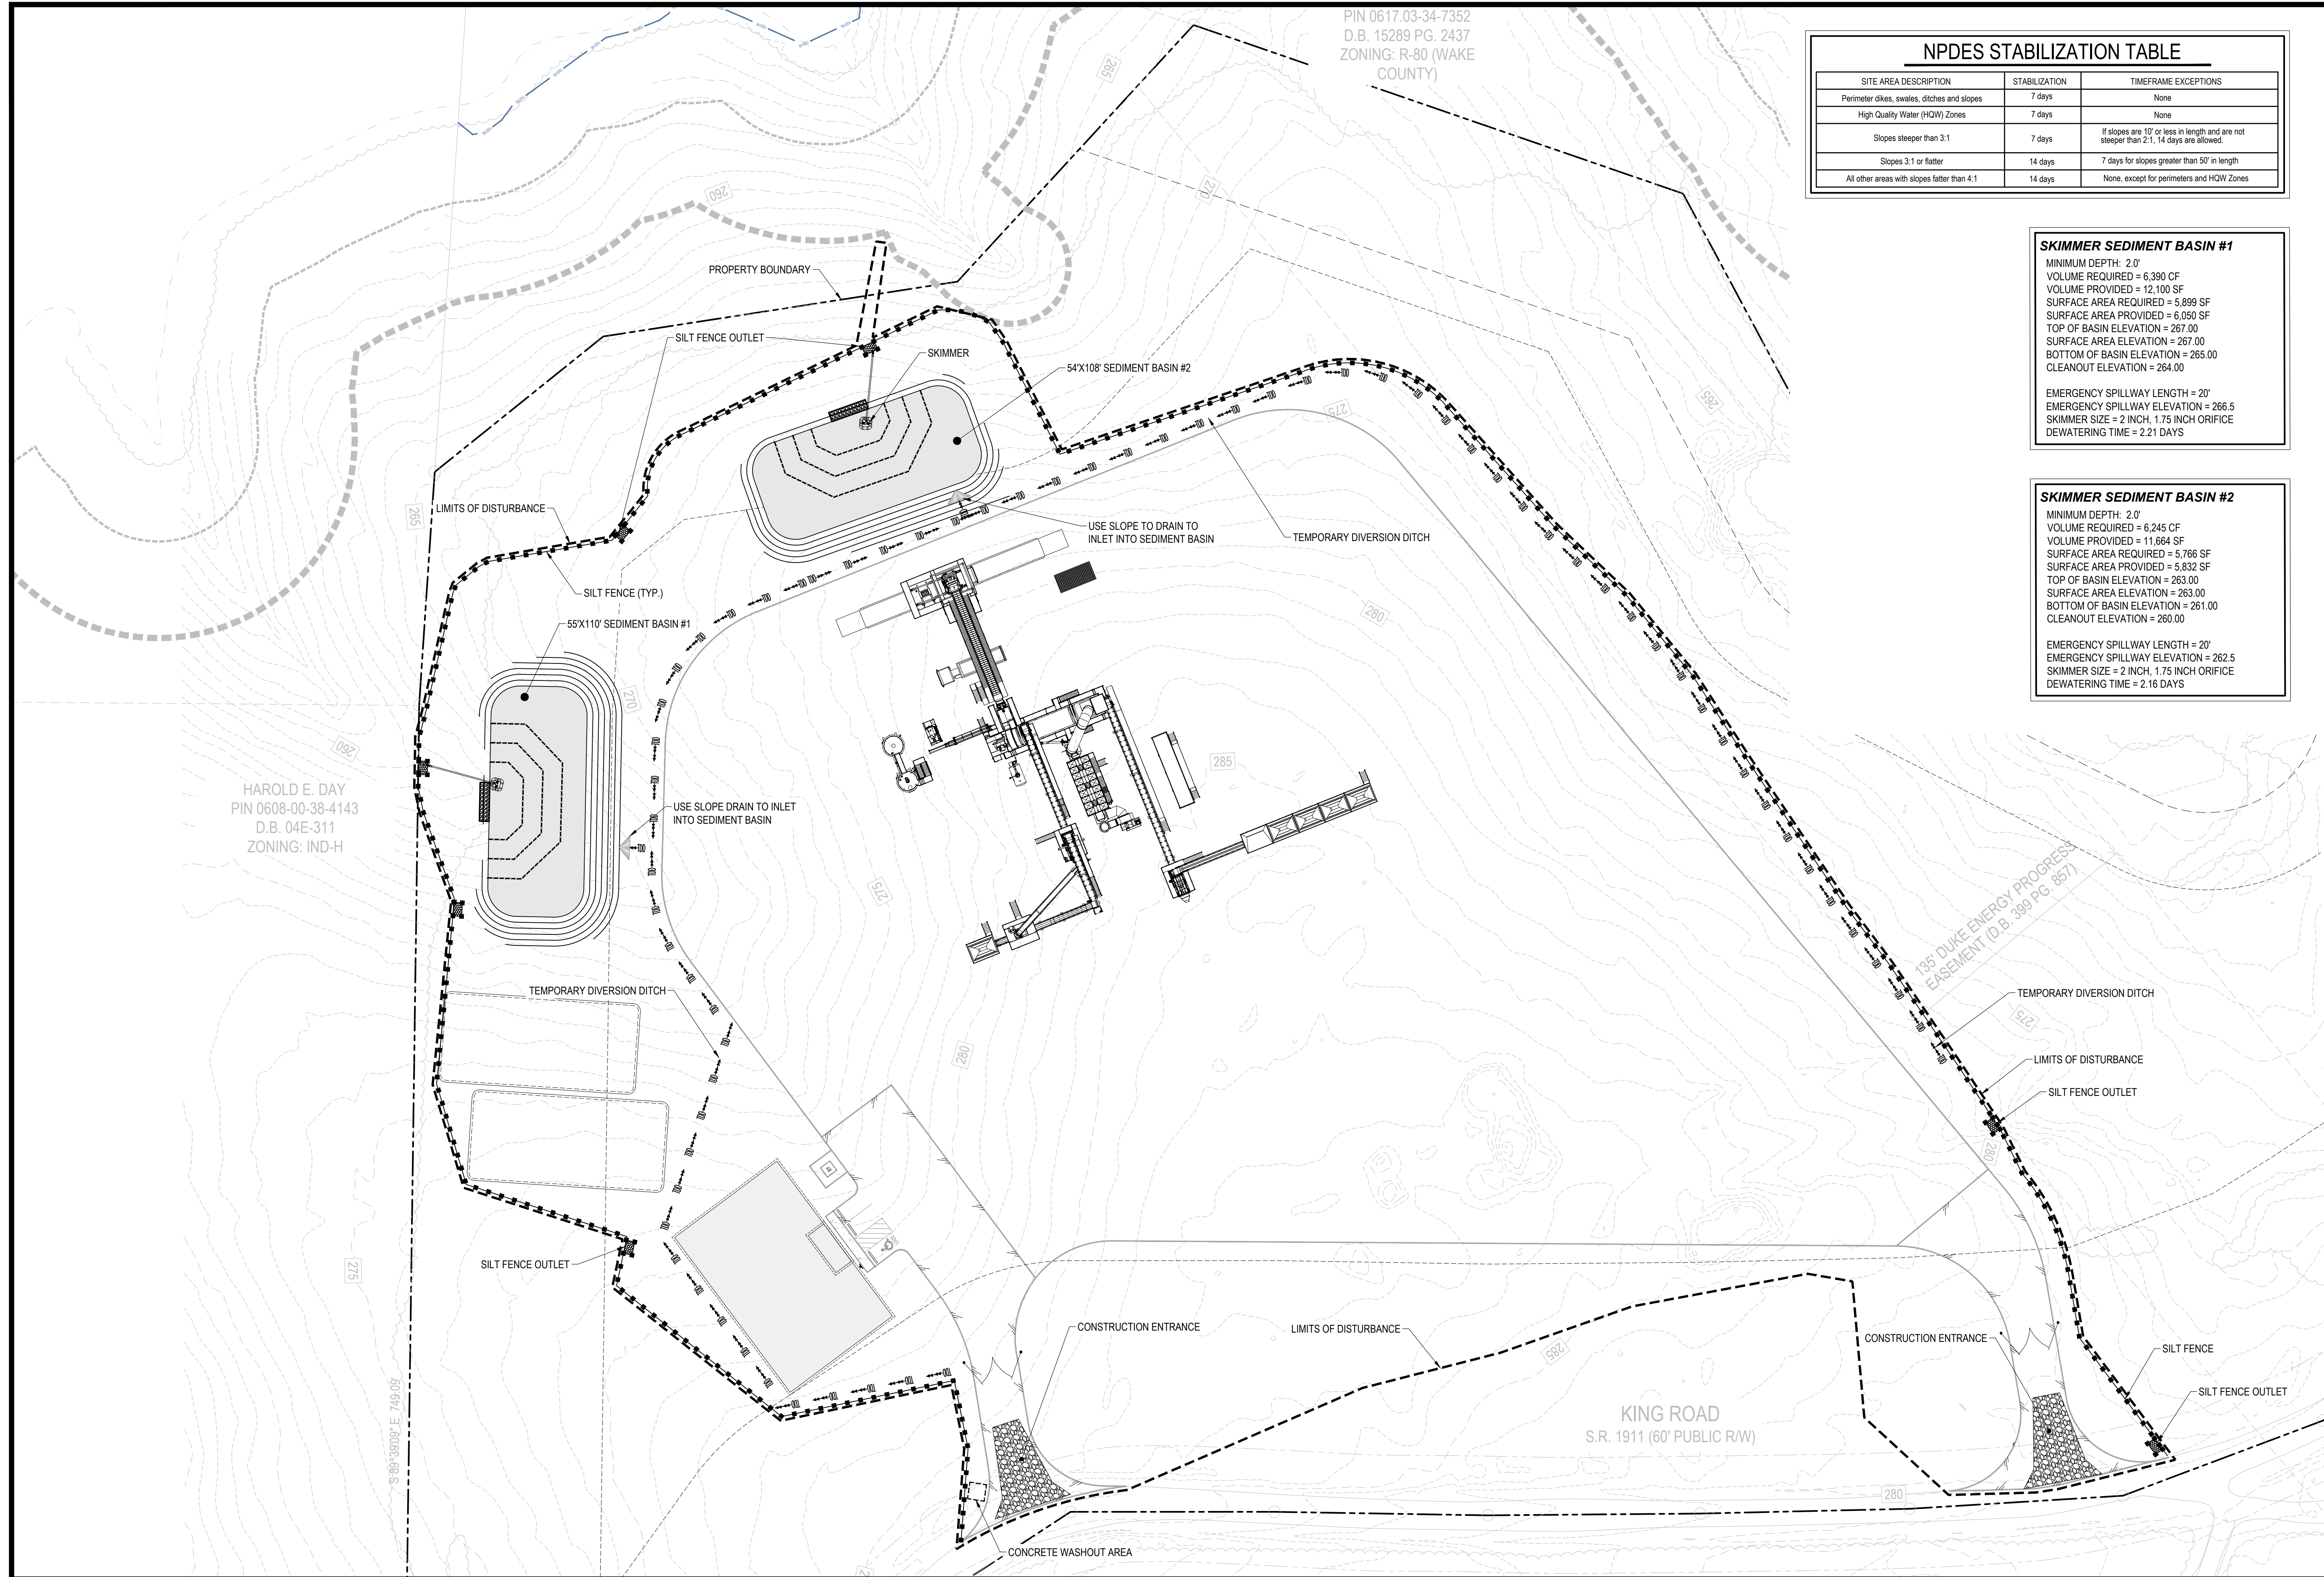 PIN 0617.03-34-7352
D.B. 15289 PG. 2437
ZONING: R-80 (WAKE
COUNTY)
NPDES STABILIZATION TABLE
SITE AREA DESCRIPTION STABILIZATION TIMEFRAME EXCEPTIONS
Perimeter dikes, swales, ditches and slopes 7 days None
High Quality Water (HQW) Zones 7 days None
Slopes steeper than 3:1 7 days If slopes are 10' or less in length and are not
steeper than 2:1, 14 days are allowed.
Slopes 3:1 or flatter 14 days 7 days for slopes greater than 50' in length
All other areas with slopes fatter than 4:1 14 days None, except for perimeters and HQW Zones
SKIMMER SEDIMENT BASIN #1
MINIMUM DEPTH: 2.0'
VOLUME REQUIRED = 6,390 CF
VOLUME PROVIDED = 12,100 SF
SURFACE AREA REQUIRED = 5,899 SF
SURFACE AREA PROVIDED = 6,050 SF
TOP OF BASIN ELEVATION = 267.00
SURFACE AREA ELEVATION = 267.00
BOTTOM OF BASIN ELEVATION = 265.00
CLEANOUT ELEVATION = 264.00
EMERGENCY SPILLWAY LENGTH = 20'
EMERGENCY SPILLWAY ELEVATION = 266.5
SKIMMER SIZE = 2 INCH, 1.75 INCH ORIFICE
DEWATERING TIME = 2.21 DAYS
SKIMMER SEDIMENT BASIN #2
MINIMUM DEPTH: 2.0'
VOLUME REQUIRED = 6,245 CF
VOLUME PROVIDED = 11,664 SF
SURFACE AREA REQUIRED = 5,766 SF
SURFACE AREA PROVIDED = 5,832 SF
TOP OF BASIN ELEVATION = 263.00
SURFACE AREA ELEVATION = 263.00
BOTTOM OF BASIN ELEVATION = 261.00
CLEANOUT ELEVATION = 260.00
EMERGENCY SPILLWAY LENGTH = 20'
EMERGENCY SPILLWAY ELEVATION = 262.5
SKIMMER SIZE = 2 INCH, 1.75 INCH ORIFICE
DEWATERING TIME = 2.16 DAYS
265
260
270
PROPERTY BOUNDARY
SILT FENCE OUTLET
SKIMMER
54'X108' SEDIMENT BASIN #2
275
265
265
LIMITS OF DISTURBANCE
USE SLOPE TO DRAIN TO
INLET INTO SEDIMENT BASIN
TEMPORARY DIVERSION DITCH
SILT FENCE (TYP.)
55'X110' SEDIMENT BASIN #1
280
270
260
285
HAROLD E. DAY
PIN 0608-00-38-4143
D.B. 04E-311
ZONING: IND-H
USE SLOPE DRAIN TO INLET
INTO SEDIMENT BASIN
275
135' DUKE ENERGY PROGRESS
EASEMENT (D.B. 399 PG. 857)
TEMPORARY DIVERSION DITCH
TEMPORARY DIVERSION DITCH
275
280
LIMITS OF DISTURBANCE
SILT FENCE OUTLET
280
SILT FENCE OUTLET
275
CONSTRUCTION ENTRANCE
LIMITS OF DISTURBANCE
285
CONSTRUCTION ENTRANCE
SILT FENCE
SILT FENCE OUTLET
S 89°39'09" E 749.09'
KING ROAD
S.R. 1911 (60' PUBLIC R/W)
280
CONCRETE WASHOUT AREA